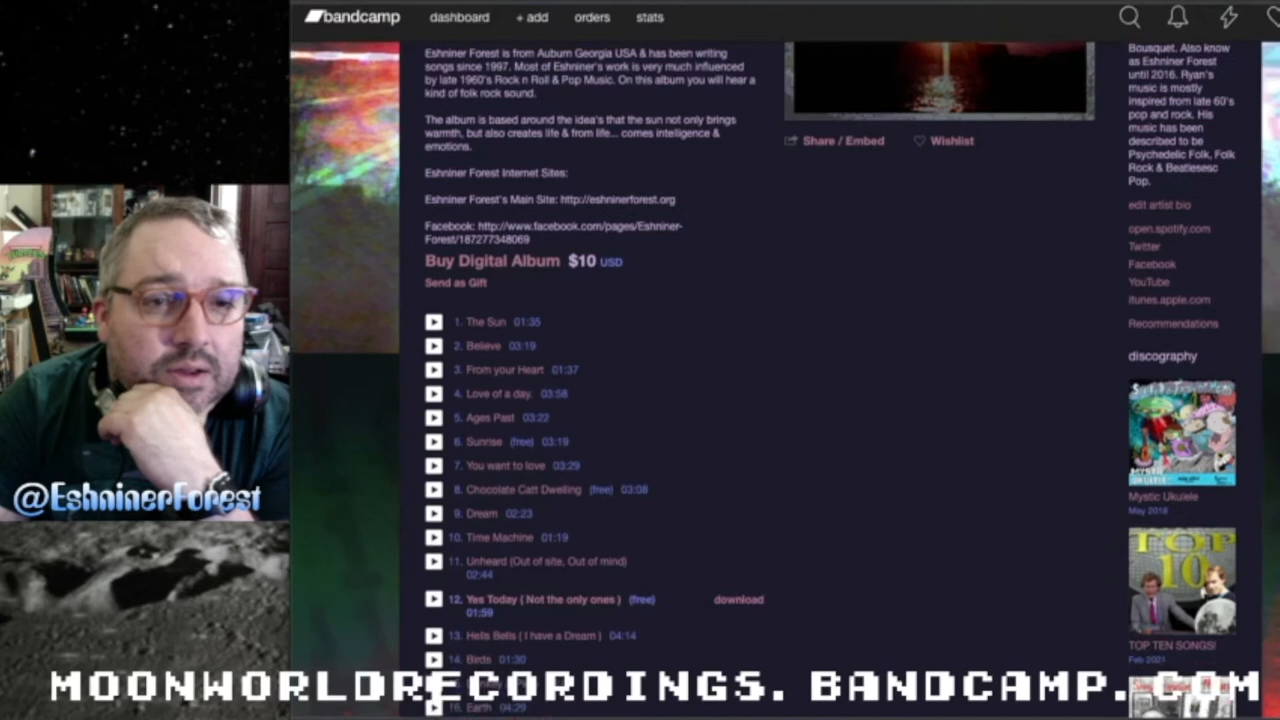 bandcamp dashboard + add orders stats
Eshniner Forest is from Auburn Georgia USA & has been writing
songs since 1997. Most of Eshniner's work is very much influenced
by late 1960's Rock n Roll & Pop Music. On this album you will hear a
kind of folk rock sound.
The album is based around the idea's that the sun not only brings
warmth, but also creates life & from life... comes intelligence &
emotions.
Eshniner Forest Internet Sites:
Eshniner Forest's Main Site: http://eshninerforest.org
Facebook: http://www.facebook.com/pages/Eshniner-
Forest/187277348069
Buy Digital Album $10 USD
Send as Gift
1. The Sun 01:35
2. Believe 03:19
3. From your Heart 01:37
4. Love of a day. 03:58
5. Ages Past 03:22
6. Sunrise (free) 03:19
7. You want to love 03:29
8. Chocolate Catt Dwelling (free) 03:08
9. Dream 02:23
10. Time Machine 01:19
11. Unheard (Out of site, Out of mind)
02:44
12. Yes Today ( Not the only ones ) (free) download
01:59
13. Hells Bells ( I have a Dream ) 04:14
14. Birds 01:30
16. Earth 04:29
Share / Embed Wishlist
Bousquet. Also know
as Eshniner Forest
until 2016. Ryan's
music is mostly
inspired from late 60's
pop and rock. His
music has been
described to be
Psychedelic Folk, Folk
Rock & Beatlesesc
Pop.
edit artist bio
open.spotify.com
Twitter
Facebook
YouTube
itunes.apple.com
Recommendations
discography
MYSTIC
UKULELE
Mystic Ukulele
May 2018
TOP
10
TOP TEN SONGS!
Feb 2021
@EshninerForest
MOONWORLDRECORDINGS. BANDCAMP. COM